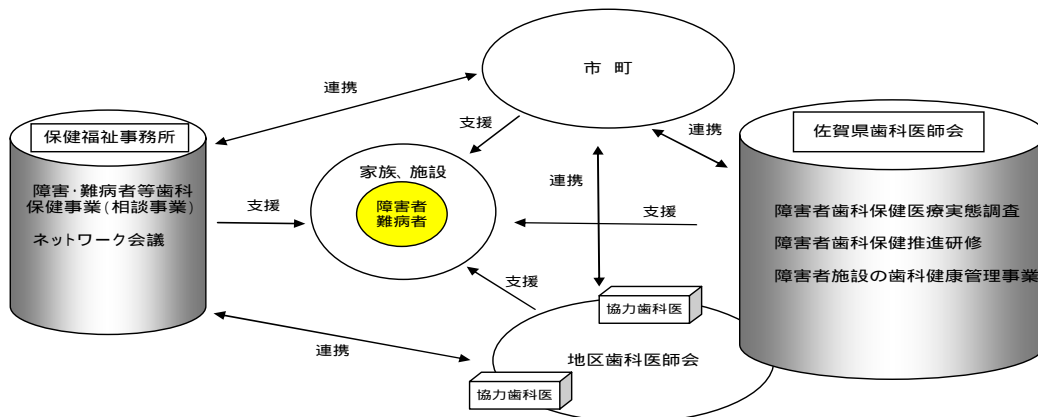 市 町
連携
保健福祉事務所
支援
連携
佐賀県歯科医師会
家族、施設
障害・難病者等歯科
保健事業(相談事業)
連携
障害者
難病者
支援
支援
障害者歯科保健医療実態調査
ネットワーク会議
障害者歯科保健推進研修
障害者施設の歯科健康管理事業
支援
協力歯科医
連携
地区歯科医師会
協力歯科医